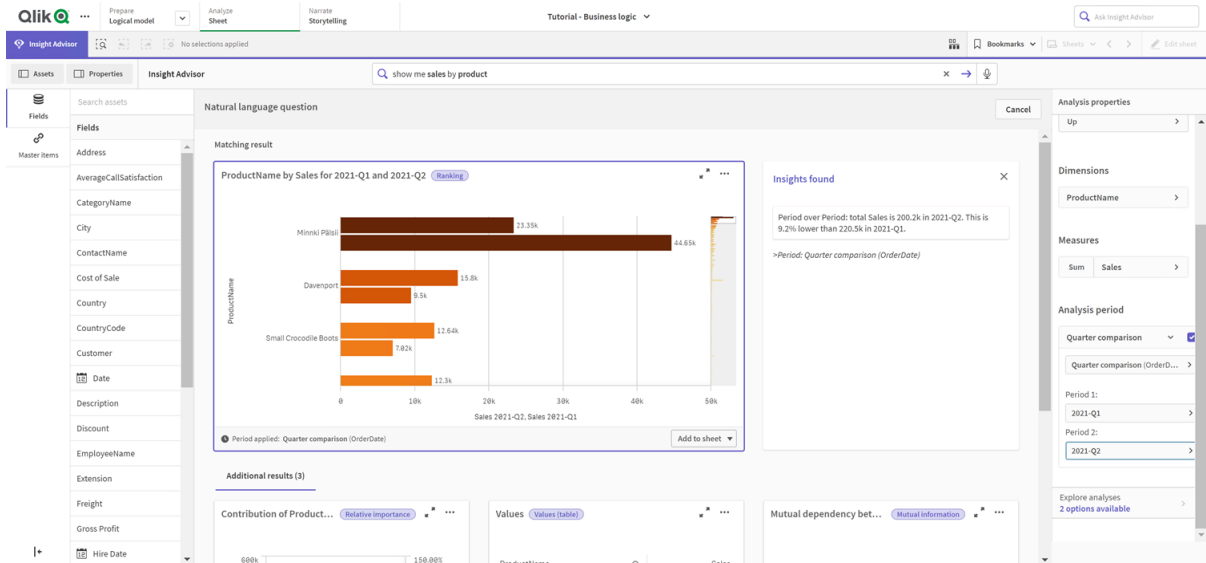 Qlik
Prepare
Logical model
Analyze
Sheet
Narrate
Storytelling
Tutorial - Business logic
Ask Insight Advisor
Insight Advisor
No selections applied
Bookmarks
Sheets
Edit sheet
Assets
Properties
Insight Advisor
show me sales by product
Fields
Master items
Search assets
Fields
Address
AverageCallSatisfaction
CategoryName
City
ContactName
Cost of Sale
Country
CountryCode
Customer
Date
Description
Discount
EmployeeName
Extension
Freight
Gross Profit
Hire Date
Natural language question
Cancel
Matching result
ProductName by Sales for 2021-Q1 and 2021-Q2 Ranking
ProductName
Minnki Pälsii
23.35k
44.65k
Davenport
15.8k
9.5k
Small Crocodile Boots
12.64k
7.02k
12.3k
0 10k 20k 30k 40k 50k
Sales 2021-Q2, Sales 2021-Q1
Period applied: Quarter comparison (OrderDate)
Add to sheet
Insights found
Period over Period: total Sales is 200.2k in 2021-Q2. This is
9.2% lower than 220.5k in 2021-Q1.
>Period: Quarter comparison (OrderDate)
Additional results (3)
Contribution of Product... Relative importance
600k
150.00%
Values Values (table)
ProductName
Sales
Mutual dependency bet... Mutual information
Analysis properties
Up
Dimensions
ProductName
Measures
Sum Sales
Analysis period
Quarter comparison
Quarter comparison (OrderD...
Period 1:
2021-Q1
Period 2:
2021-Q2
Explore analyses
2 options available